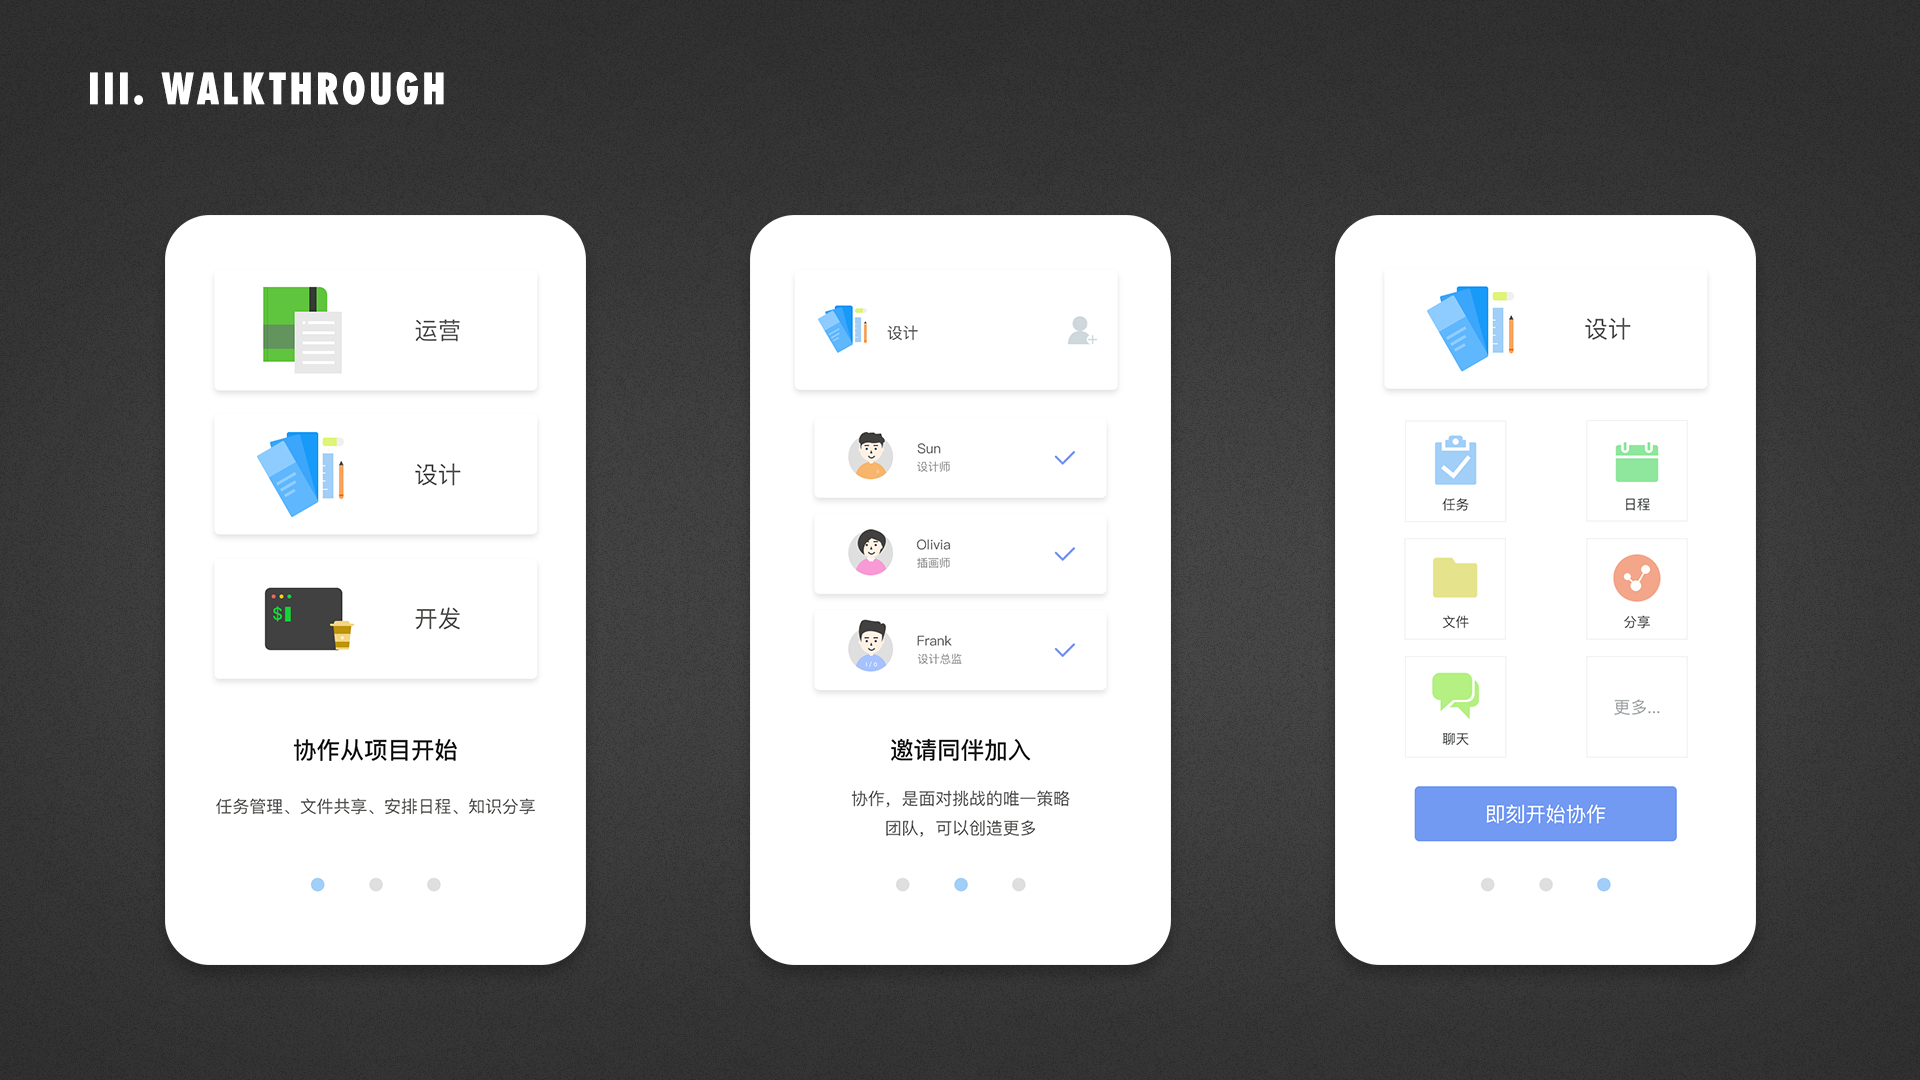 III. WALKTHROUGH
运营
设计
$
开发
协作从项目开始
任务管理、文件共享、安排日程、知识分享
设计
Sun
设计师
Olivia
插画师
Frank
设计总监
邀请同伴加入
协作，是面对挑战的唯一策略
团队，可以创造更多
设计
任务
日程
文件
分享
聊天
更多...
即刻开始协作